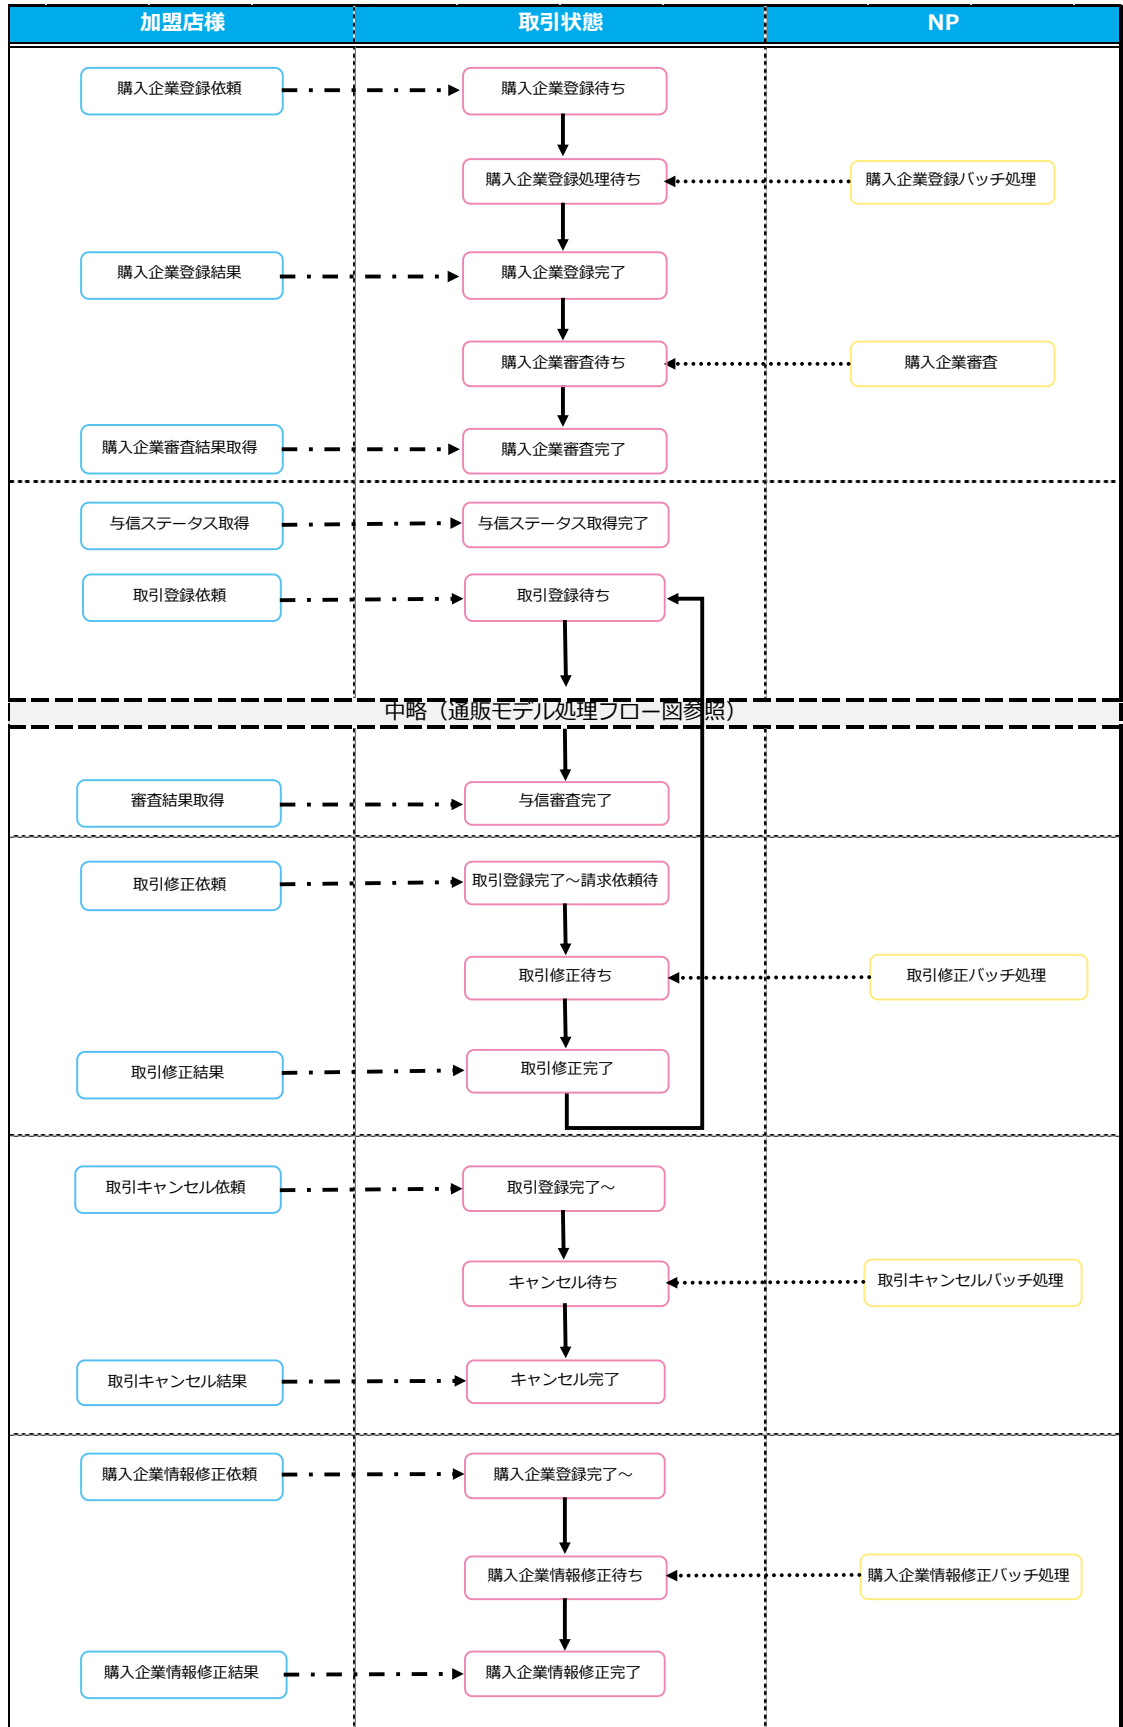 加盟店様
取引状態
NP
購入企業登録依頼
購入企業登録待ち
購入企業登録処理待ち
購入企業登録バッチ処理
購入企業登録結果
購入企業登録完了
購入企業審査待ち
購入企業審査
購入企業審査結果取得
購入企業審査完了
与信ステータス取得
与信ステータス取得完了
取引登録依頼
取引登録待ち
中略（通販モデル処理フロー図参照）
審査結果取得
与信審査完了
取引修正依頼
取引登録完了～請求依頼待
取引修正待ち
取引修正バッチ処理
取引修正結果
取引修正完了
取引キャンセル依頼
取引登録完了～
キャンセル待ち
取引キャンセルバッチ処理
取引キャンセル結果
キャンセル完了
購入企業情報修正依頼
購入企業登録完了～
購入企業情報修正待ち
購入企業情報修正バッチ処理
購入企業情報修正結果
購入企業情報修正完了